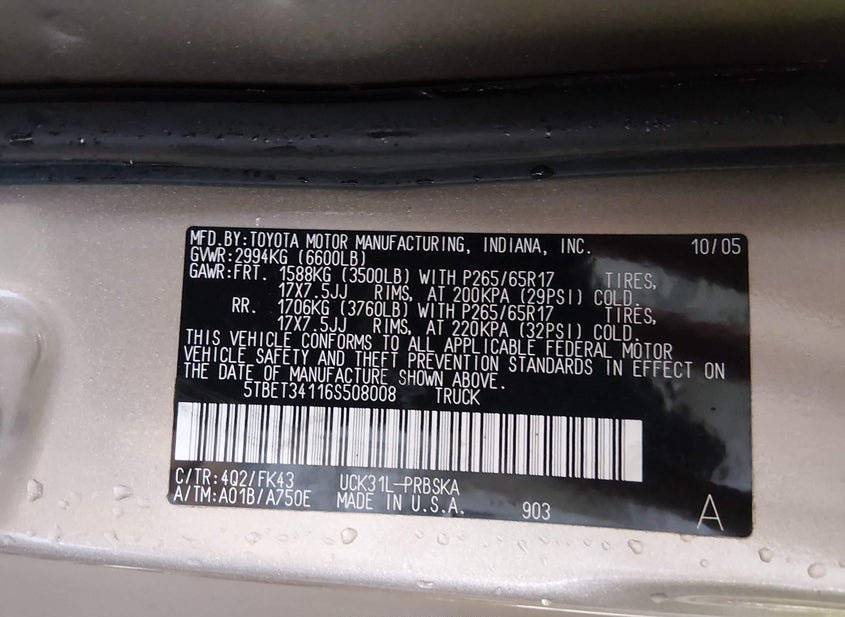 MFD.BY:TOYOTA MOTOR MANUFACTURING, INDIANA, INC. 10/05
GVWR:2994KG (6600LB)
GAWR:FRT. 1588KG (3500LB) WITH P265/65R17 TIRES,
17X7.5JJ RIMS, AT 200KPA (29PSI) COLD.
RR. 1706KG (3760LB) WITH P265/65R17 TIRES,
17X7.5JJ RIMS, AT 220KPA (32PSI) COLD.
THIS VEHICLE CONFORMS TO ALL APPLICABLE FEDERAL MOTOR
VEHICLE SAFETY AND THEFT PREVENTION STANDARDS IN EFFECT ON
THE DATE OF MANUFACTURE SHOWN ABOVE.
5TBET34116S508008 TRUCK
C/TR:4Q2/FK43 UCK31L-PRBSKA
A/TM:A01B/A750E MADE IN U.S.A. 903 A